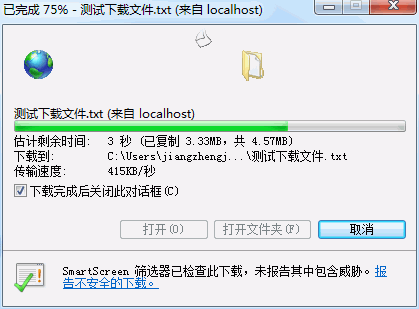 已完成 75% - 测试下载文件.txt (来自 localhost)
测试下载文件.txt (来自 localhost)
估计剩余时间: 3 秒 (已复制 3.33MB，共 4.57MB)
下载到: C:\Users\jiangzhengj...\测试下载文件.txt
传输速度: 415KB/秒
下载完成后关闭此对话框(C)
打开(O) 打开文件夹(F) 取消
SmartScreen 筛选器已检查此下载，未报告其中包含威胁。报
告不安全的下载。